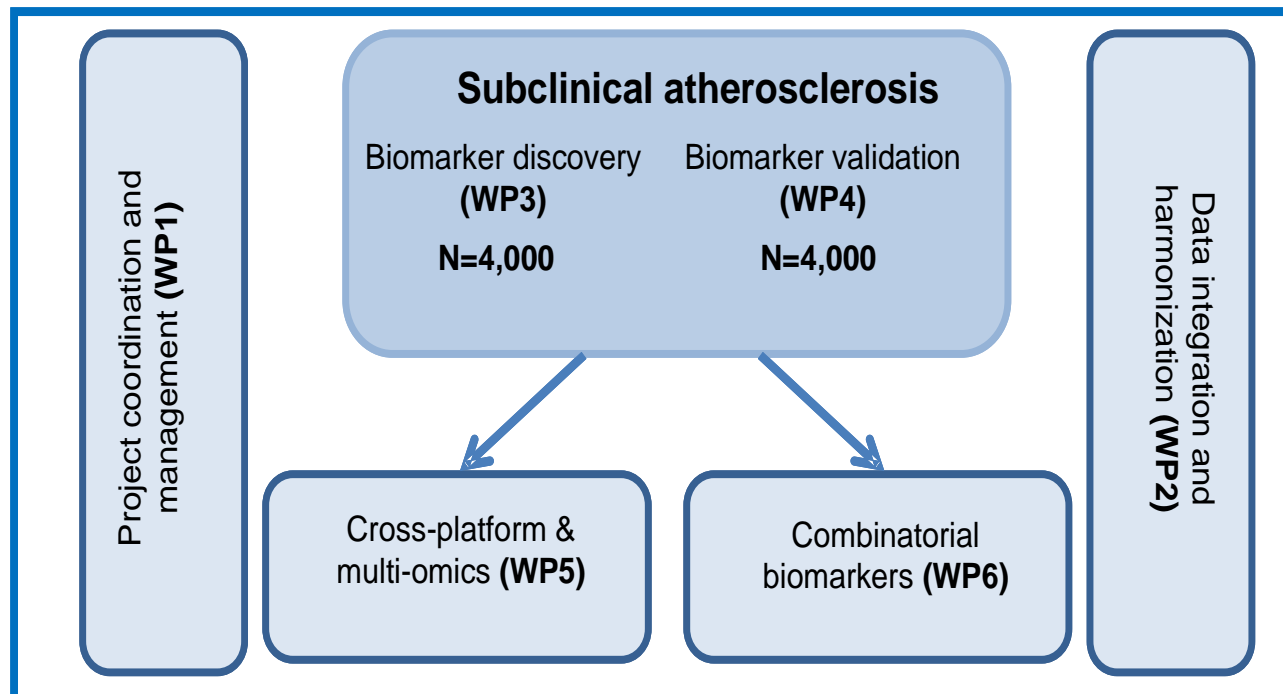 Project coordination and
management (WP1)
Subclinical atherosclerosis
Biomarker discovery
(WP3)
N=4,000
Biomarker validation
(WP4)
N=4,000
Data integration and
harmonization (WP2)
Cross-platform &
multi-omics (WP5)
Combinatorial
biomarkers (WP6)